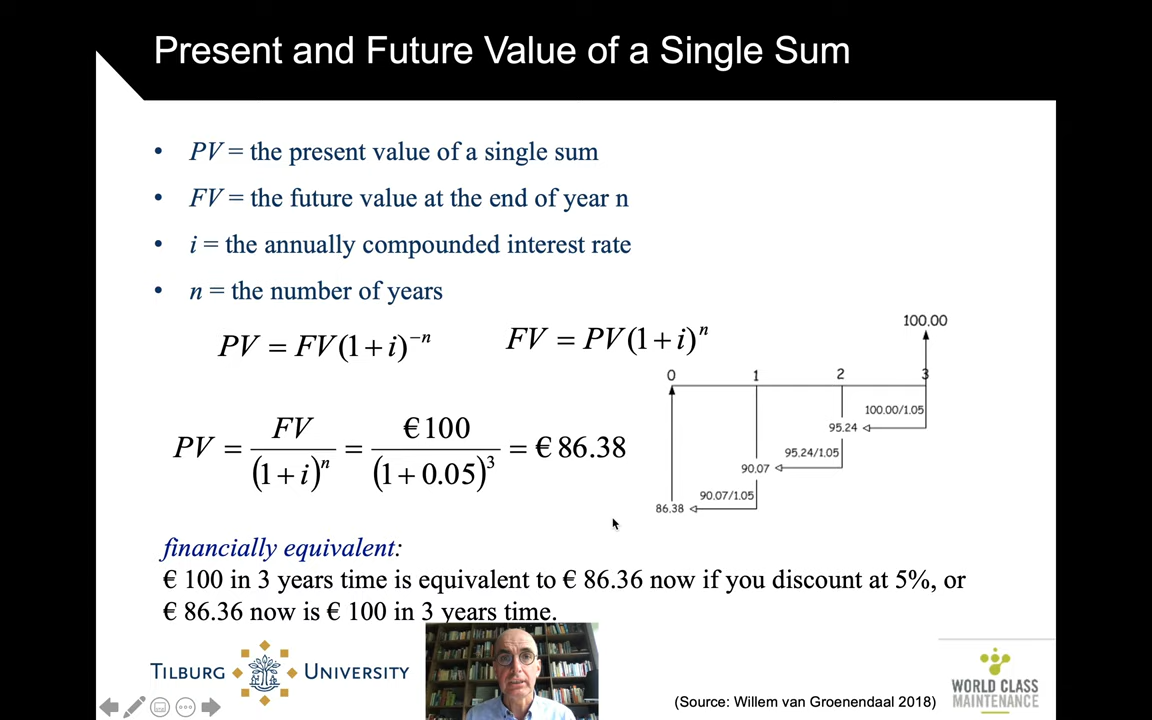 Present and Future Value of a Single Sum
• PV = the present value of a single sum
• FV = the future value at the end of year n
• i = the annually compounded interest rate
• n = the number of years
PV = FV(1+i)⁻ⁿ
FV = PV(1+i)ⁿ
PV = FV/(1+i)ⁿ = €100/(1+0.05)³ = €86.38
100.00
0 1 2 3
100.00/1.05
95.24
95.24/1.05
90.07
90.07/1.05
86.38
financially equivalent:
€ 100 in 3 years time is equivalent to € 86.36 now if you discount at 5%, or
€ 86.36 now is € 100 in 3 years time.
TILBURG UNIVERSITY
(Source: Willem van Groenendaal 2018)
WORLD CLASS
MAINTENANCE